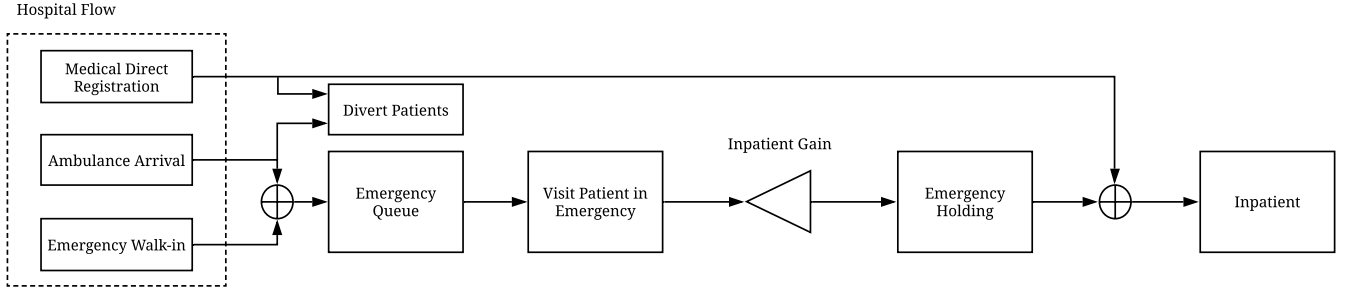 Hospital Flow
Medical Direct
Registration
Divert Patients
Ambulance Arrival
Inpatient Gain
Emergency
Queue
Visit Patient in
Emergency
Emergency
Holding
Inpatient
Emergency Walk-in